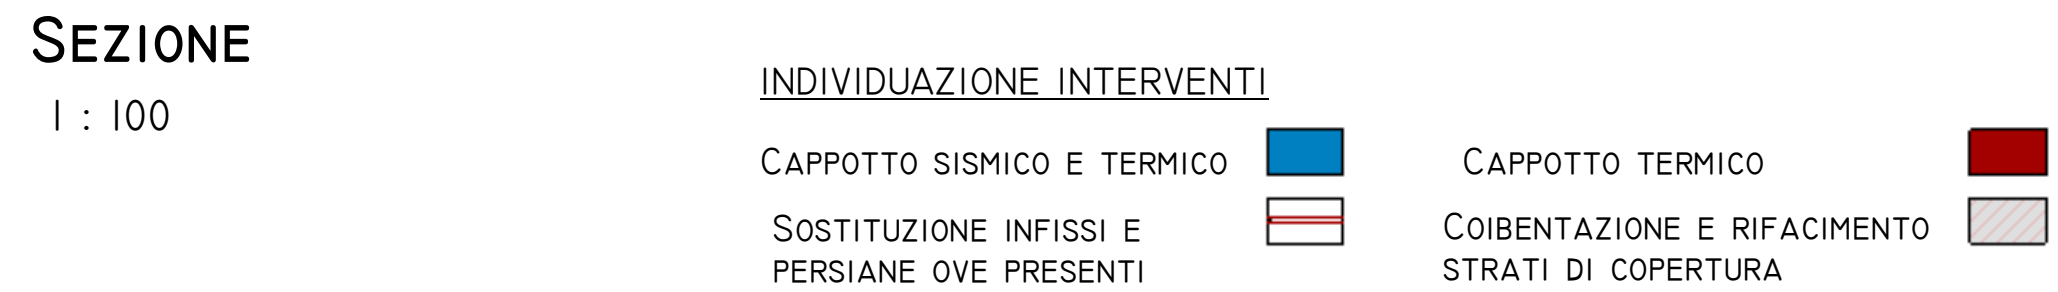 SEZIONE
1 : 100
INDIVIDUAZIONE INTERVENTI
CAPPOTTO SISMICO E TERMICO
CAPPOTTO TERMICO
SOSTITUZIONE INFISSI E
PERSIANE OVE PRESENTI
COIBENTAZIONE E RIFACIMENTO
STRATI DI COPERTURA